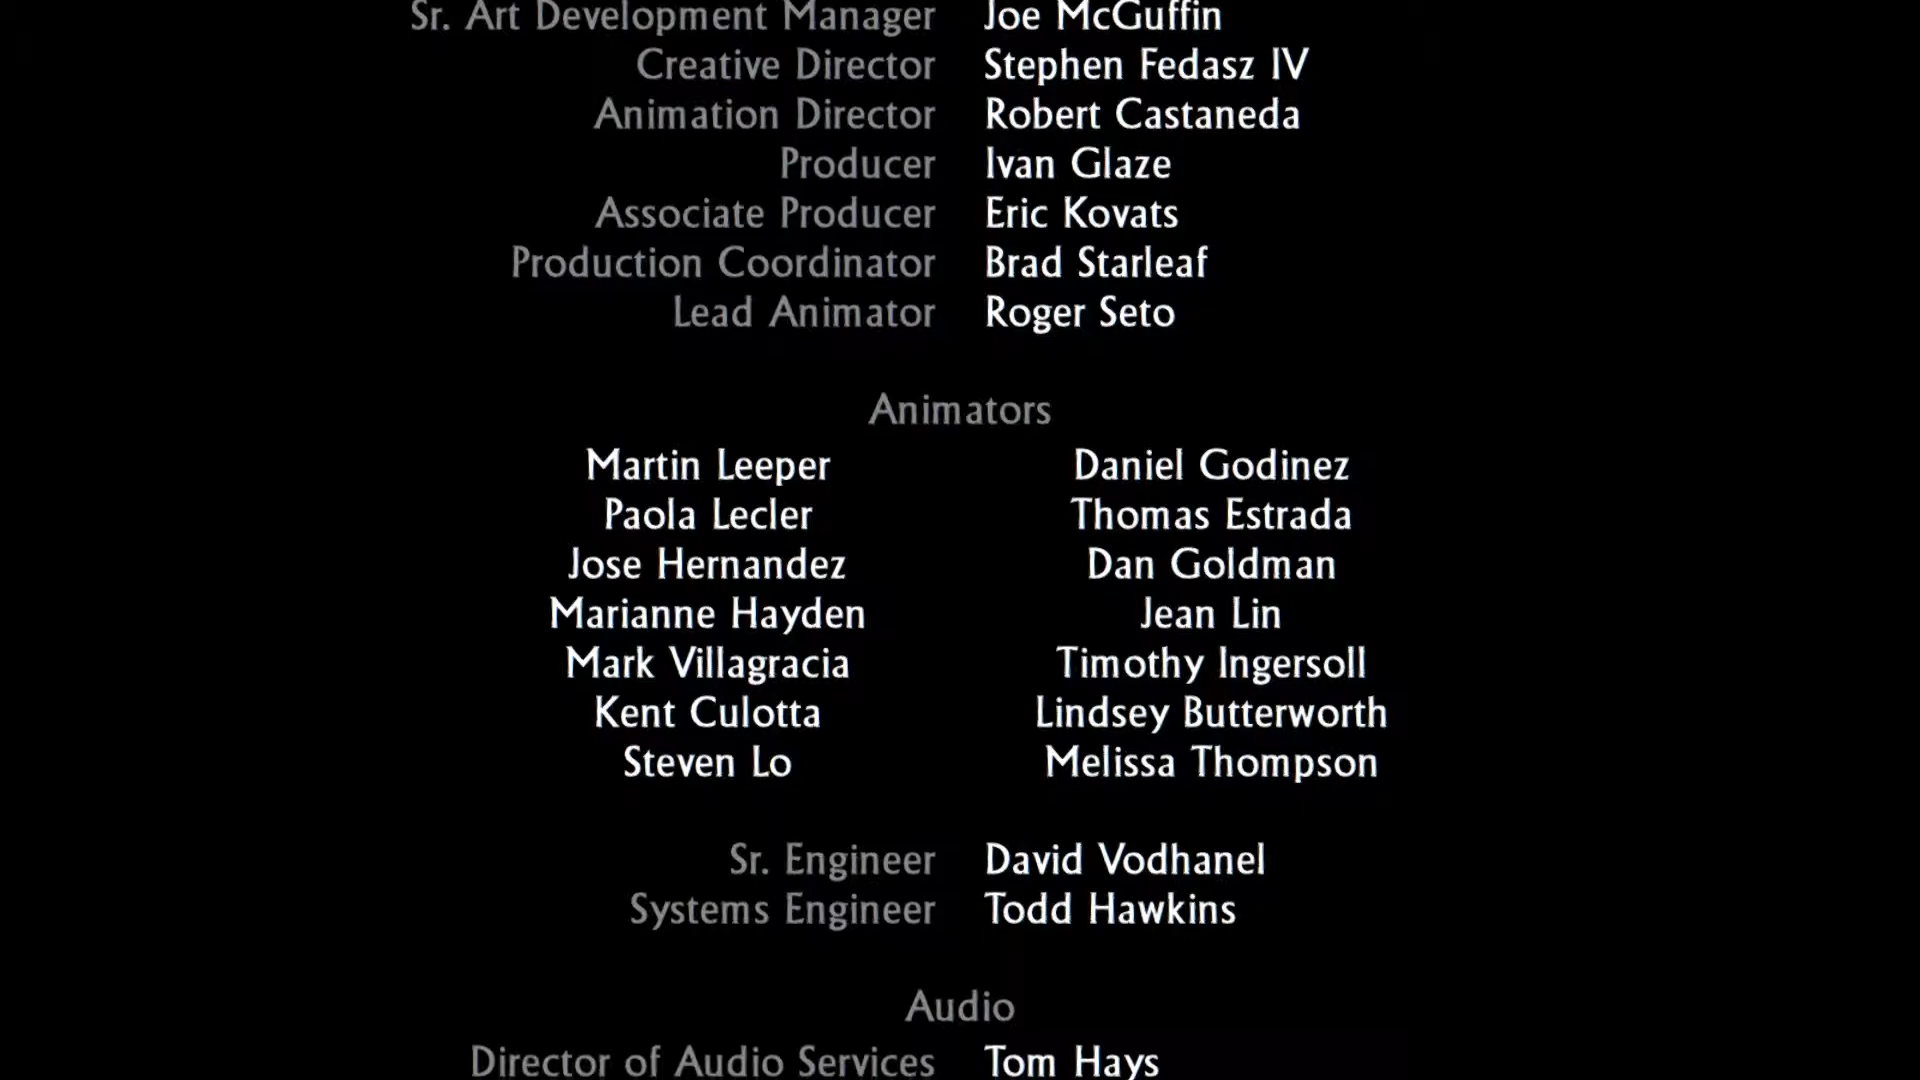 Sr. Art Development Manager Joe McGuffin
Creative Director Stephen Fedasz IV
Animation Director Robert Castaneda
Producer Ivan Glaze
Associate Producer Eric Kovats
Production Coordinator Brad Starleaf
Lead Animator Roger Seto
Animators
Martin Leeper Daniel Godinez
Paola Lecler Thomas Estrada
Jose Hernandez Dan Goldman
Marianne Hayden Jean Lin
Mark Villagracia Timothy Ingersoll
Kent Culotta Lindsey Butterworth
Steven Lo Melissa Thompson
Sr. Engineer David Vodhanel
Systems Engineer Todd Hawkins
Audio
Director of Audio Services Tom Hays